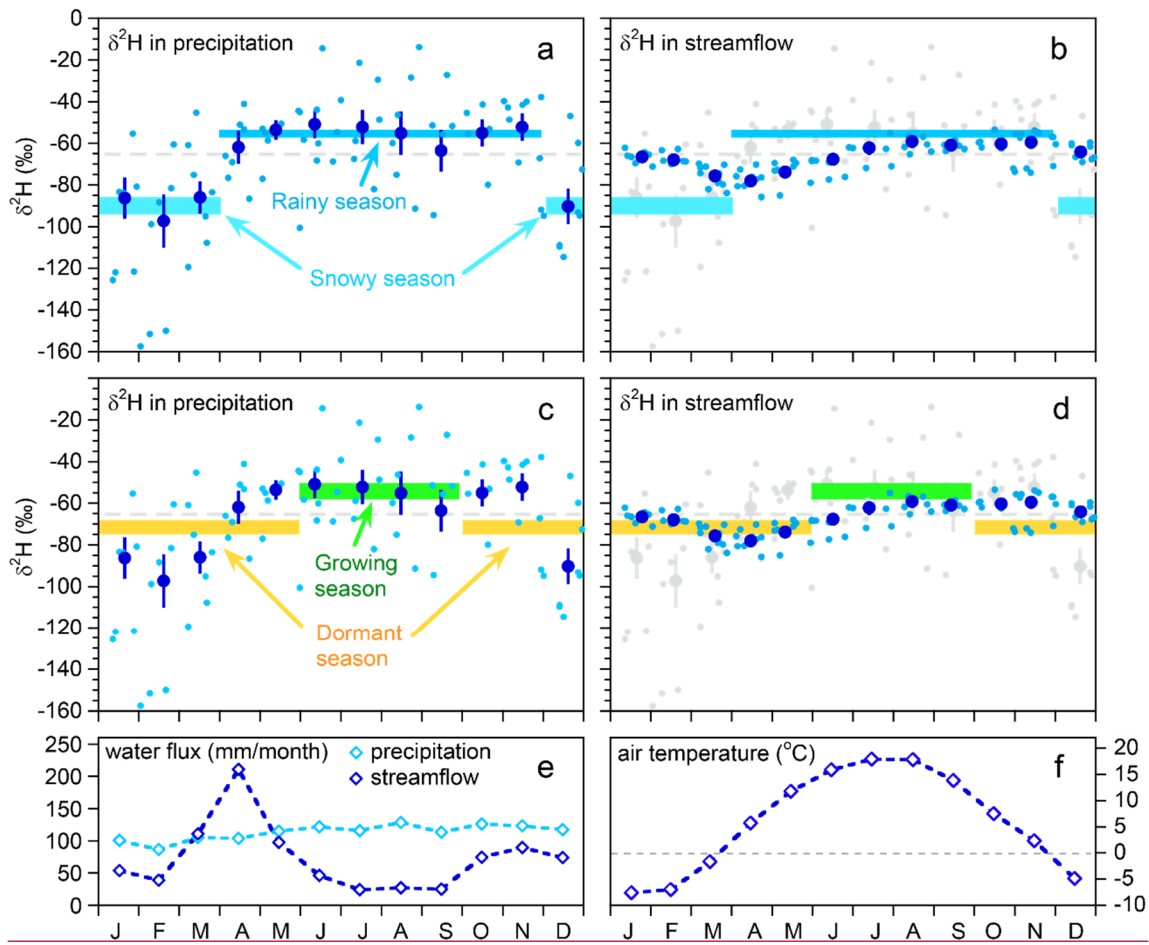 δ²H in precipitation
a
δ²H in streamflow
b
0
-20
-40
-60
-80
-100
-120
-140
-160
δ²H (‰)
Rainy season
Snowy season
δ²H in precipitation
c
δ²H in streamflow
d
-20
-40
-60
-80
-100
-120
-140
-160
δ²H (‰)
Growing
season
Dormant
season
water flux (mm/month)
precipitation
streamflow
e
250
200
150
100
50
0
J F M A M J J A S O N D
air temperature (°C)
f
20
15
10
5
0
-5
-10
J F M A M J J A S O N D